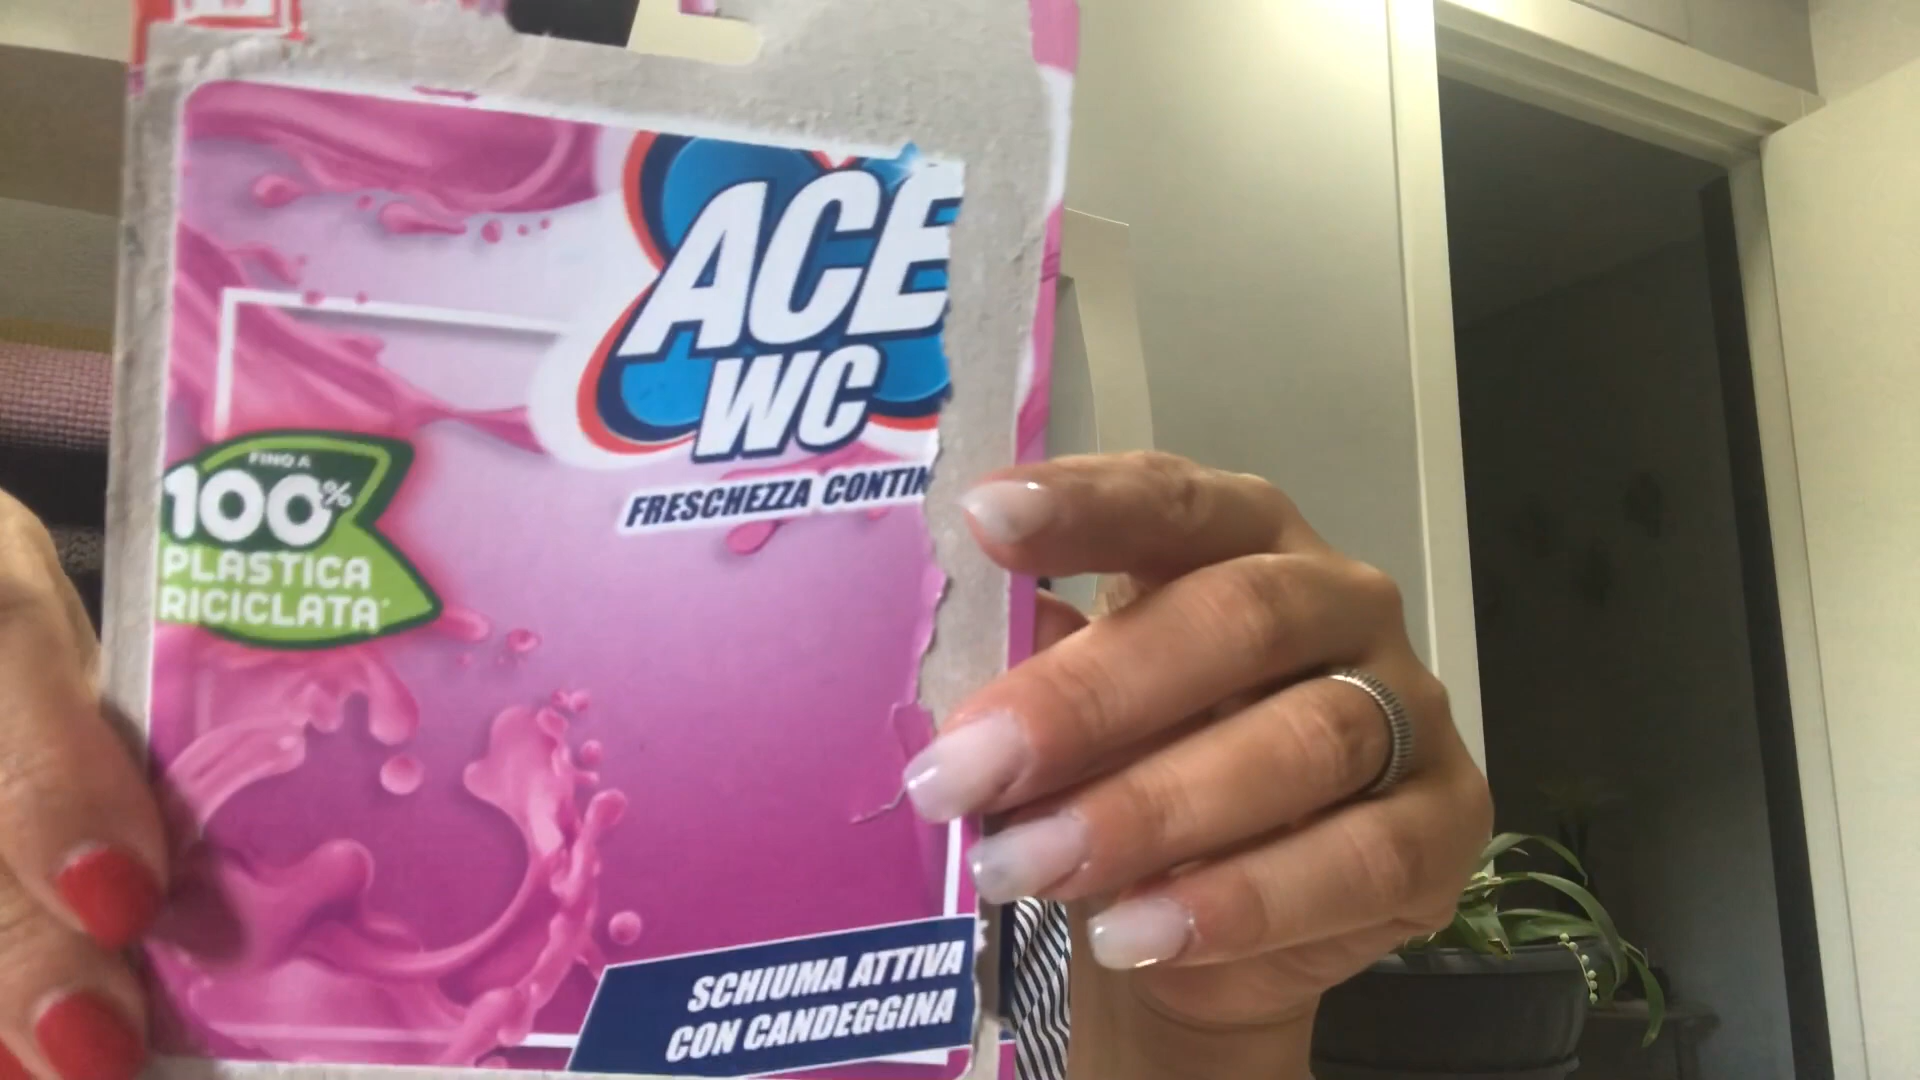 ACE
WC
FRESCHEZZA CONTIN
FINO A
100%
PLASTICA
RICICLATA*
SCHIUMA ATTIVA
CON CANDEGGINA